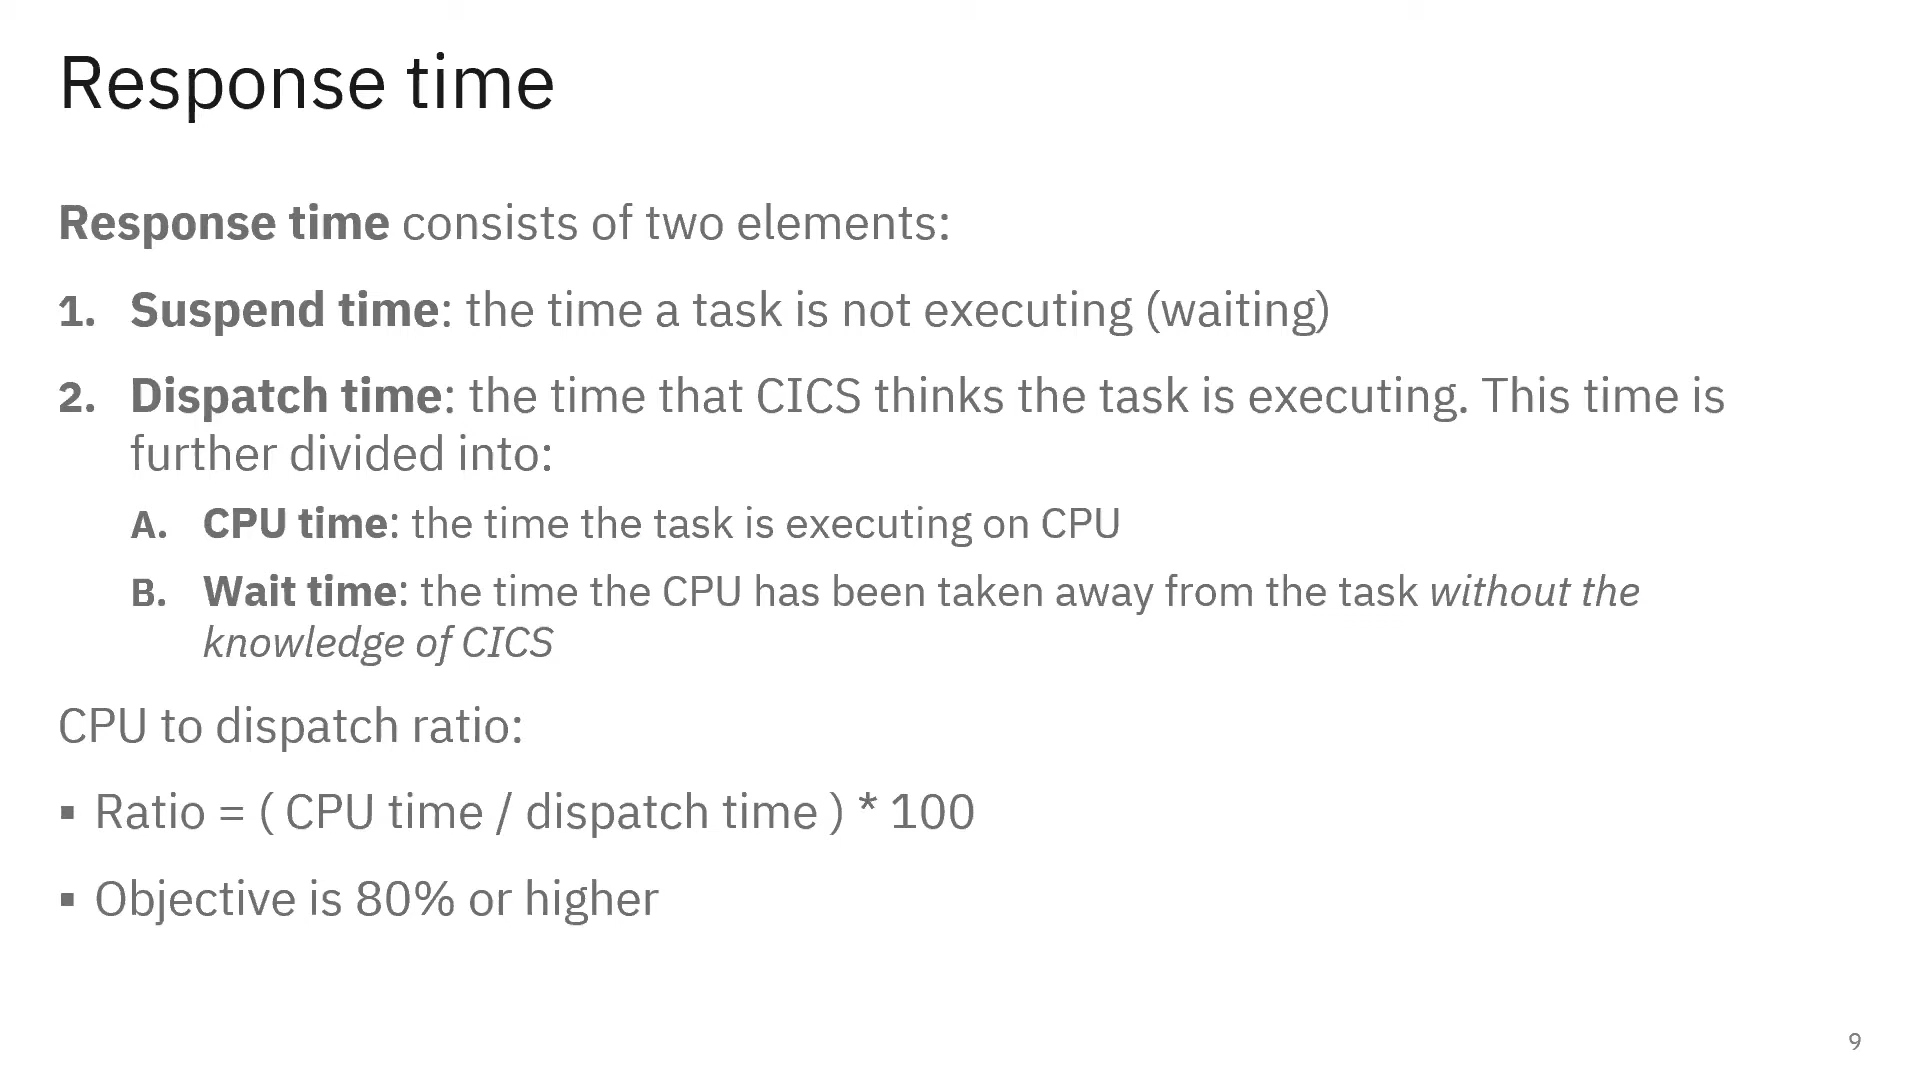 Response time
Response time consists of two elements:
1. Suspend time: the time a task is not executing (waiting)
2. Dispatch time: the time that CICS thinks the task is executing. This time is
further divided into:
A. CPU time: the time the task is executing on CPU
B. Wait time: the time the CPU has been taken away from the task without the
knowledge of CICS
CPU to dispatch ratio:
▪ Ratio = ( CPU time / dispatch time ) * 100
▪ Objective is 80% or higher
9